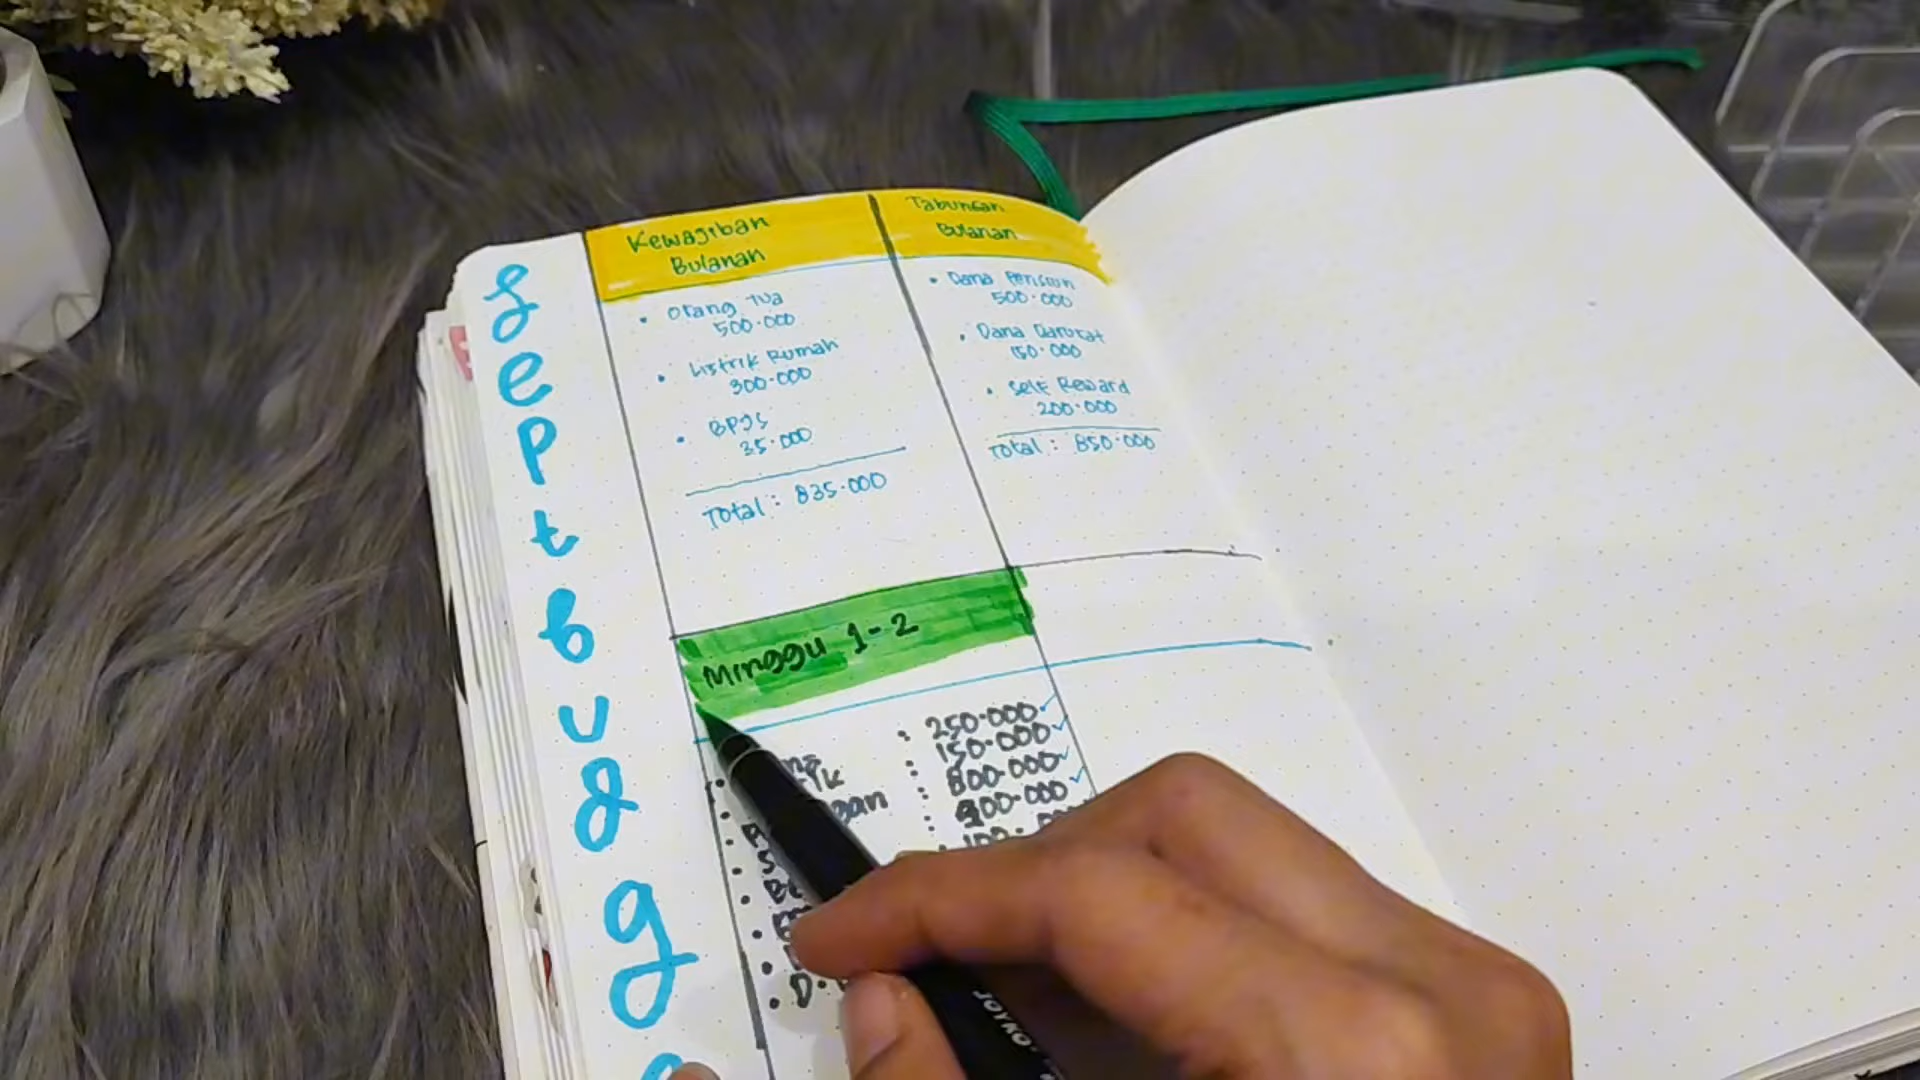 Sept
Budge
Kewajiban
Bulanan
• Orang Tua
500.000
• Listrik Rumah
300.000
• BPJS
35.000
Total : 835.000
Tabungan
Bulanan
• Dana Pensiun
500.000
• Dana Darurat
150.000
• Self Reward
200.000
Total : 850.000
Minggu 1-2
: 250.000 ✓
: 150.000 ✓
: 800.000 ✓
: 900.000 ✓
JOYKO